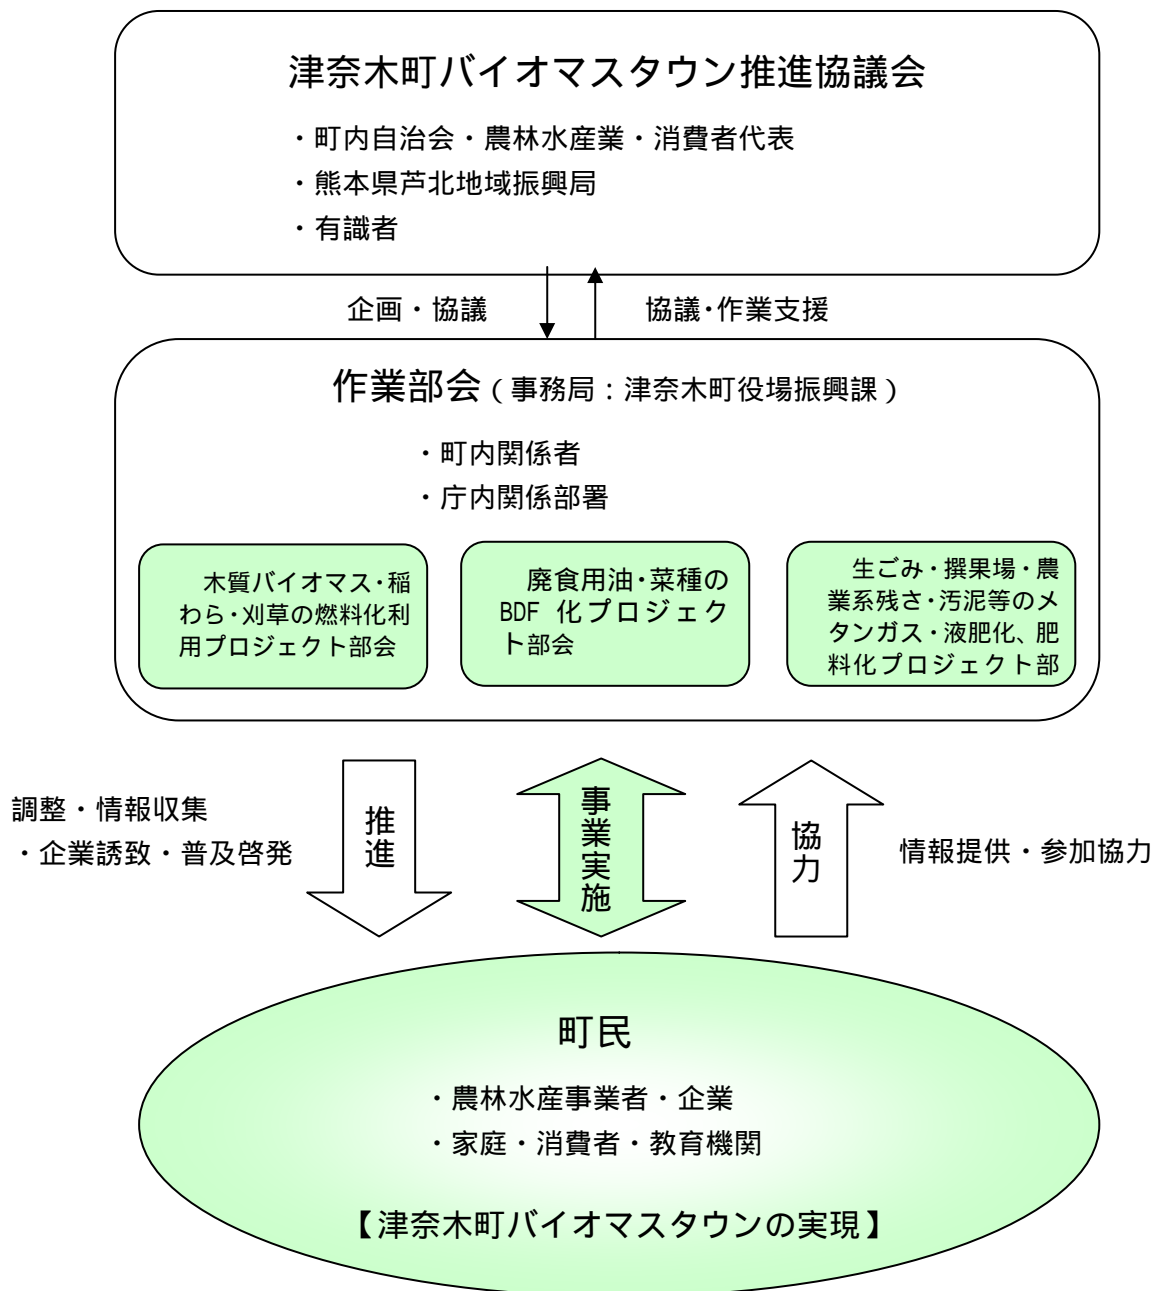 津奈木町バイオマスタウン推進協議会
・町内自治会・農林水産業・消費者代表
・熊本県芦北地域振興局
・有識者
企画・協議
協議・作業支援
作業部会（事務局：津奈木町役場振興課）
・町内関係者
・庁内関係部署
木質バイオマス・稲
わら・刈草の燃料化利
用プロジェクト部会
廃食用油・菜種の
BDF 化プロジェク
ト部会
生ごみ・撰果場・農
業系残さ・汚泥等のメ
タンガス・液肥化、肥
料化プロジェクト部
調整・情報収集
・企業誘致・普及啓発
推進
事業実施
協力
情報提供・参加協力
町民
・農林水産事業者・企業
・家庭・消費者・教育機関
【津奈木町バイオマスタウンの実現】